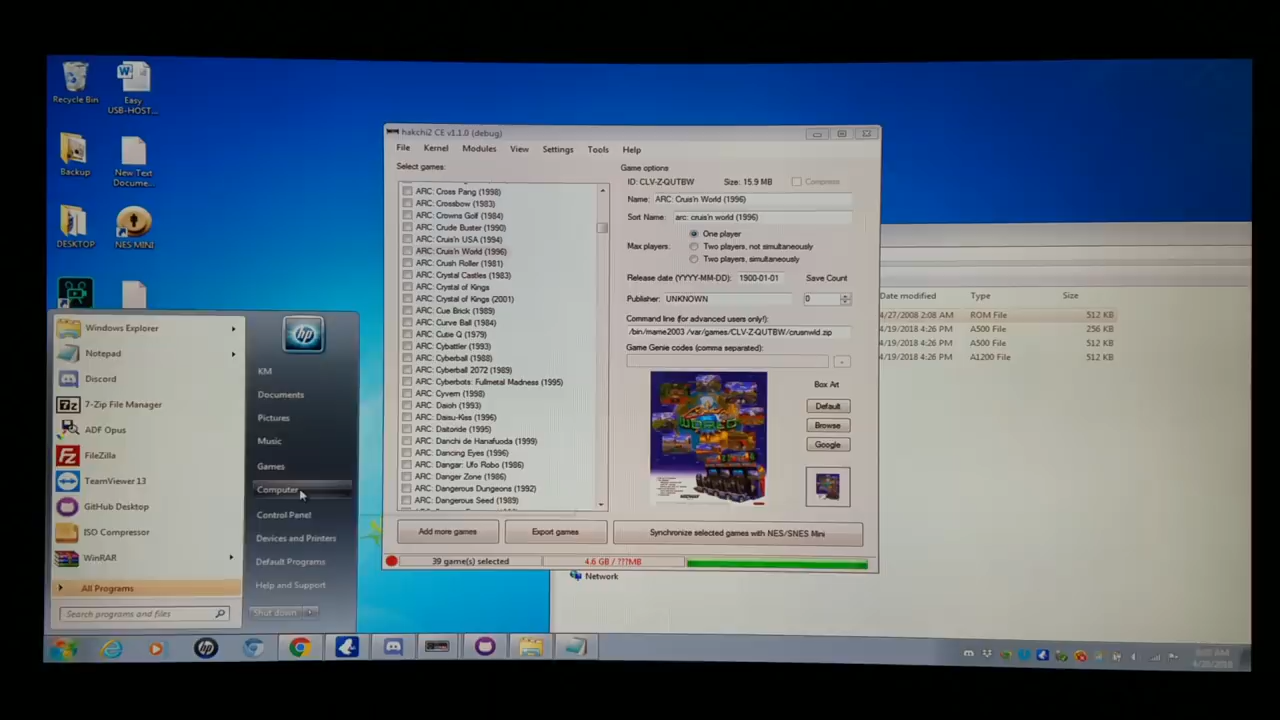 Recycle Bin
Easy
USB-HOST...
Backup
New Text
Docume...
DESKTOP
NES MINI
hakchi2 CE v1.1.0 (debug)
File Kernel Modules View Settings Tools Help
Select games:
ARC: Cross Pang (1998)
ARC: Crossbow (1983)
ARC: Crowns Golf (1984)
ARC: Crude Buster (1990)
ARC: Cruis'n USA (1994)
ARC: Cruis'n World (1996)
ARC: Crush Roller (1981)
ARC: Crystal Castles (1983)
ARC: Crystal of Kings
ARC: Crystal of Kings (2001)
ARC: Cue Brick (1989)
ARC: Curve Ball (1984)
ARC: Cutie Q (1979)
ARC: Cybattler (1993)
ARC: Cyberball (1988)
ARC: Cyberball 2072 (1989)
ARC: Cyberbots: Fullmetal Madness (1995)
ARC: Cyvern (1998)
ARC: Daioh (1993)
ARC: Daisu-Kiss (1996)
ARC: Daitoride (1995)
ARC: Danchi de Hanafuoda (1999)
ARC: Dancing Eyes (1996)
ARC: Dangar: Ufo Robo (1986)
ARC: Danger Zone (1986)
ARC: Dangerous Dungeons (1992)
ARC: Dangerous Seed (1989)
Game options
ID: CLV-Z-QUTBW Size: 15.9 MB Compress
Name: ARC: Cruis'n World (1996)
Sort Name: arc: cruis'n world (1996)
Max players:
One player
Two players, not simultaneously
Two players, simultaneously
Release date (YYYY-MM-DD): 1900-01-01 Save Count
Publisher: UNKNOWN 0
Command line (for advanced users only!):
/bin/mame2003 /var/games/CLV-Z-QUTBW/crusnwld.zip
Game Genie codes (comma separated):
WORLD
MIDWAY
Box Art
Default
Browse
Google
Add more games Export games Synchronize selected games with NES/SNES Mini
39 game(s) selected 4.6 GB / ???MB
Date modified Type Size
4/27/2008 2:08 AM ROM File 512 KB
4/19/2018 4:26 PM A500 File 256 KB
4/19/2018 4:26 PM A500 File 512 KB
4/19/2018 4:26 PM A1200 File 512 KB
Network
Windows Explorer
Notepad
Discord
7-Zip File Manager
ADF Opus
FileZilla
TeamViewer 13
GitHub Desktop
ISO Compressor
WinRAR
All Programs
Search programs and files
hp
KM
Documents
Pictures
Music
Games
Computer
Control Panel
Devices and Printers
Default Programs
Help and Support
Shut down